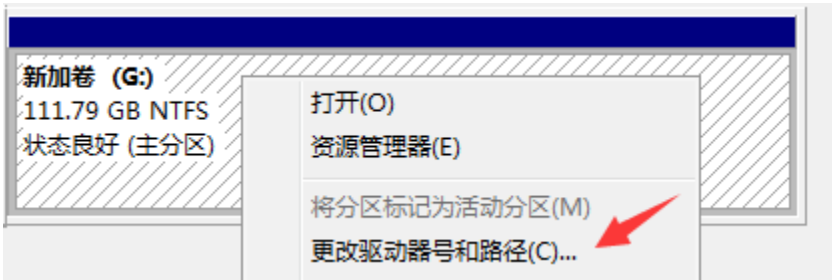 新加卷 (G:)
111.79 GB NTFS
状态良好 (主分区)
打开(O)
资源管理器(E)
将分区标记为活动分区(M)
更改驱动器号和路径(C)...